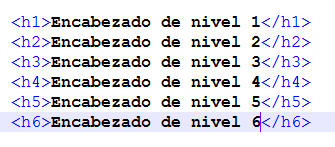 <h1>Encabezado de nivel 1</h1>
<h2>Encabezado de nivel 2</h2>
<h3>Encabezado de nivel 3</h3>
<h4>Encabezado de nivel 4</h4>
<h5>Encabezado de nivel 5</h5>
<h6>Encabezado de nivel 6</h6>